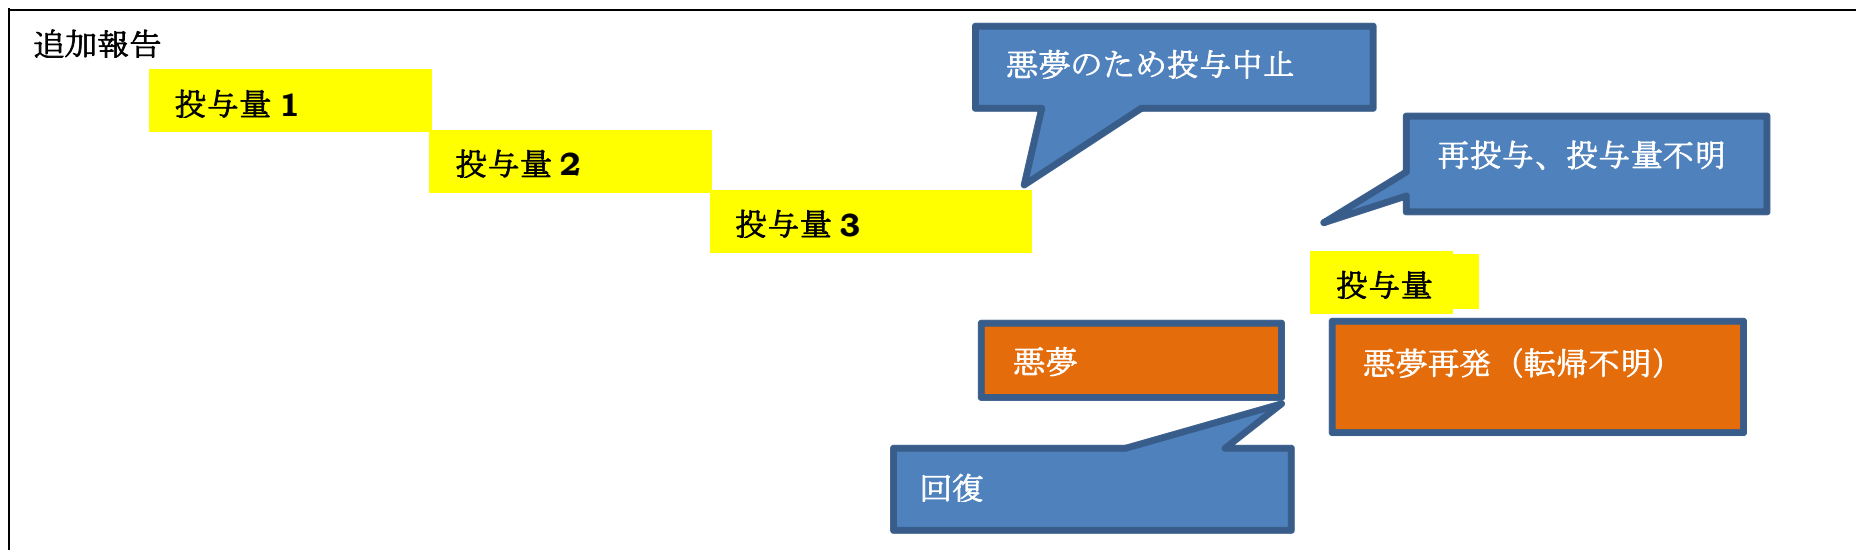 追加報告
悪夢のため投与中止
投与量 1
再投与、投与量不明
投与量 2
投与量 3
投与量
悪夢
悪夢再発（転帰不明）
回復